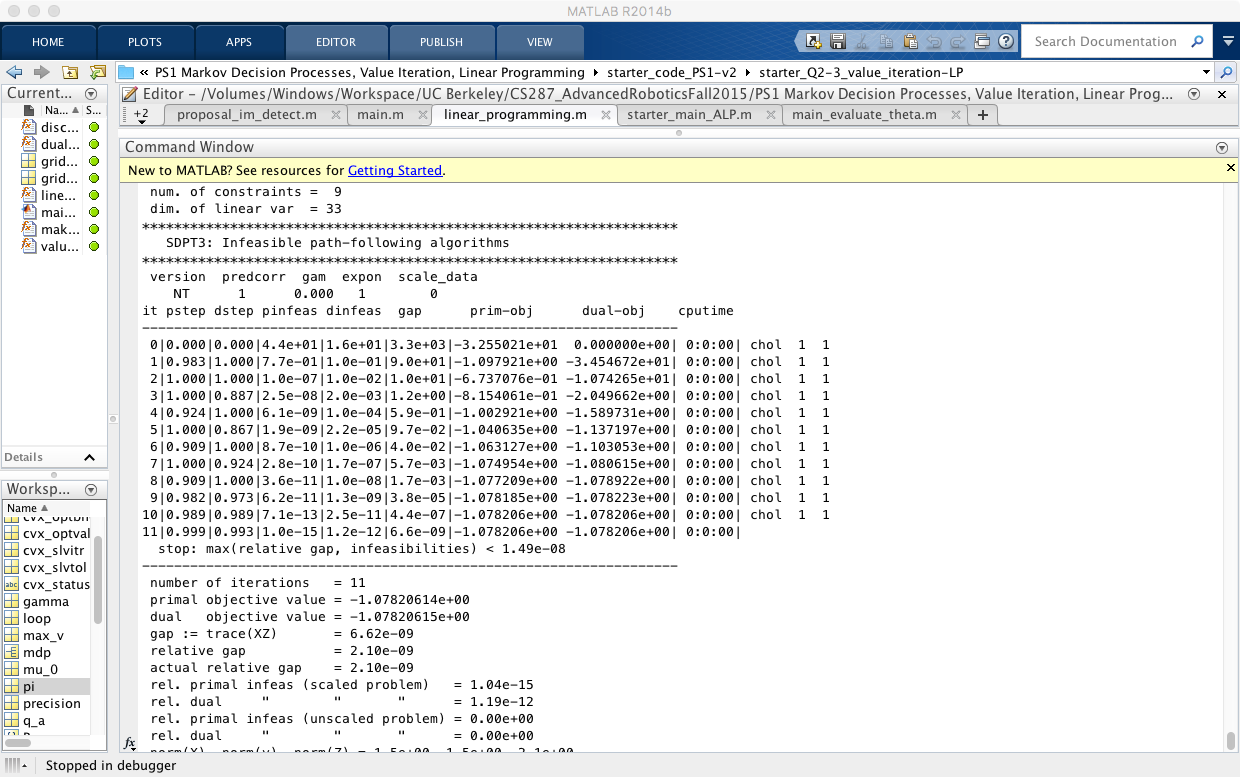 MATLAB R2014b
HOME PLOTS APPS EDITOR PUBLISH VIEW
Search Documentation
« PS1 Markov Decision Processes, Value Iteration, Linear Programming ▸ starter_code_PS1-v2 ▸ starter_Q2-3_value_iteration-LP
Current...
Na... S...
disc...
dual...
grid...
grid...
line...
mai...
mak...
valu...
Details
Worksp...
Name
cvx_optbn
cvx_optval
cvx_slvitr
cvx_slvtol
cvx_status
gamma
loop
max_v
mdp
mu_0
pi
precision
q_a
Editor - /Volumes/Windows/Workspace/UC Berkeley/CS287_AdvancedRoboticsFall2015/PS1 Markov Decision Processes, Value Iteration, Linear Prog...
+2 proposal_im_detect.m main.m linear_programming.m starter_main_ALP.m main_evaluate_theta.m +
Command Window
New to MATLAB? See resources for Getting Started.
num. of constraints = 9
dim. of linear var = 33
*******************************************************************
SDPT3: Infeasible path-following algorithms
*******************************************************************
version predcorr gam expon scale_data
NT 1 0.000 1 0
it pstep dstep pinfeas dinfeas gap prim-obj dual-obj cputime
-------------------------------------------------------------------
0|0.000|0.000|4.4e+01|1.6e+01|3.3e+03|-3.255021e+01 0.000000e+00| 0:0:00| chol 1 1
1|0.983|1.000|7.7e-01|1.0e-01|9.0e+01|-1.097921e+00 -3.454672e+01| 0:0:00| chol 1 1
2|1.000|1.000|1.0e-07|1.0e-02|1.0e+01|-6.737076e-01 -1.074265e+01| 0:0:00| chol 1 1
3|1.000|0.887|2.5e-08|2.0e-03|1.2e+00|-8.154061e-01 -2.049662e+00| 0:0:00| chol 1 1
4|0.924|1.000|6.1e-09|1.0e-04|5.9e-01|-1.002921e+00 -1.589731e+00| 0:0:00| chol 1 1
5|1.000|0.867|1.9e-09|2.2e-05|9.7e-02|-1.040635e+00 -1.137197e+00| 0:0:00| chol 1 1
6|0.909|1.000|8.7e-10|1.0e-06|4.0e-02|-1.063127e+00 -1.103053e+00| 0:0:00| chol 1 1
7|1.000|0.924|2.8e-10|1.7e-07|5.7e-03|-1.074954e+00 -1.080615e+00| 0:0:00| chol 1 1
8|0.909|1.000|3.6e-11|1.0e-08|1.7e-03|-1.077209e+00 -1.078922e+00| 0:0:00| chol 1 1
9|0.982|0.973|6.2e-11|1.3e-09|3.8e-05|-1.078185e+00 -1.078223e+00| 0:0:00| chol 1 1
10|0.989|0.989|7.1e-13|2.5e-11|4.4e-07|-1.078206e+00 -1.078206e+00| 0:0:00| chol 1 1
11|0.999|0.993|1.0e-15|1.2e-12|6.6e-09|-1.078206e+00 -1.078206e+00| 0:0:00|
stop: max(relative gap, infeasibilities) < 1.49e-08
-------------------------------------------------------------------
number of iterations = 11
primal objective value = -1.07820614e+00
dual objective value = -1.07820615e+00
gap := trace(XZ) = 6.62e-09
relative gap = 2.10e-09
actual relative gap = 2.10e-09
rel. primal infeas (scaled problem) = 1.04e-15
rel. dual " " " = 1.19e-12
rel. primal infeas (unscaled problem) = 0.00e+00
rel. dual " " " = 0.00e+00
norm(X), norm(y), norm(Z) = 1.5e+00, 1.5e+00, 2.1e+00
fx
Stopped in debugger